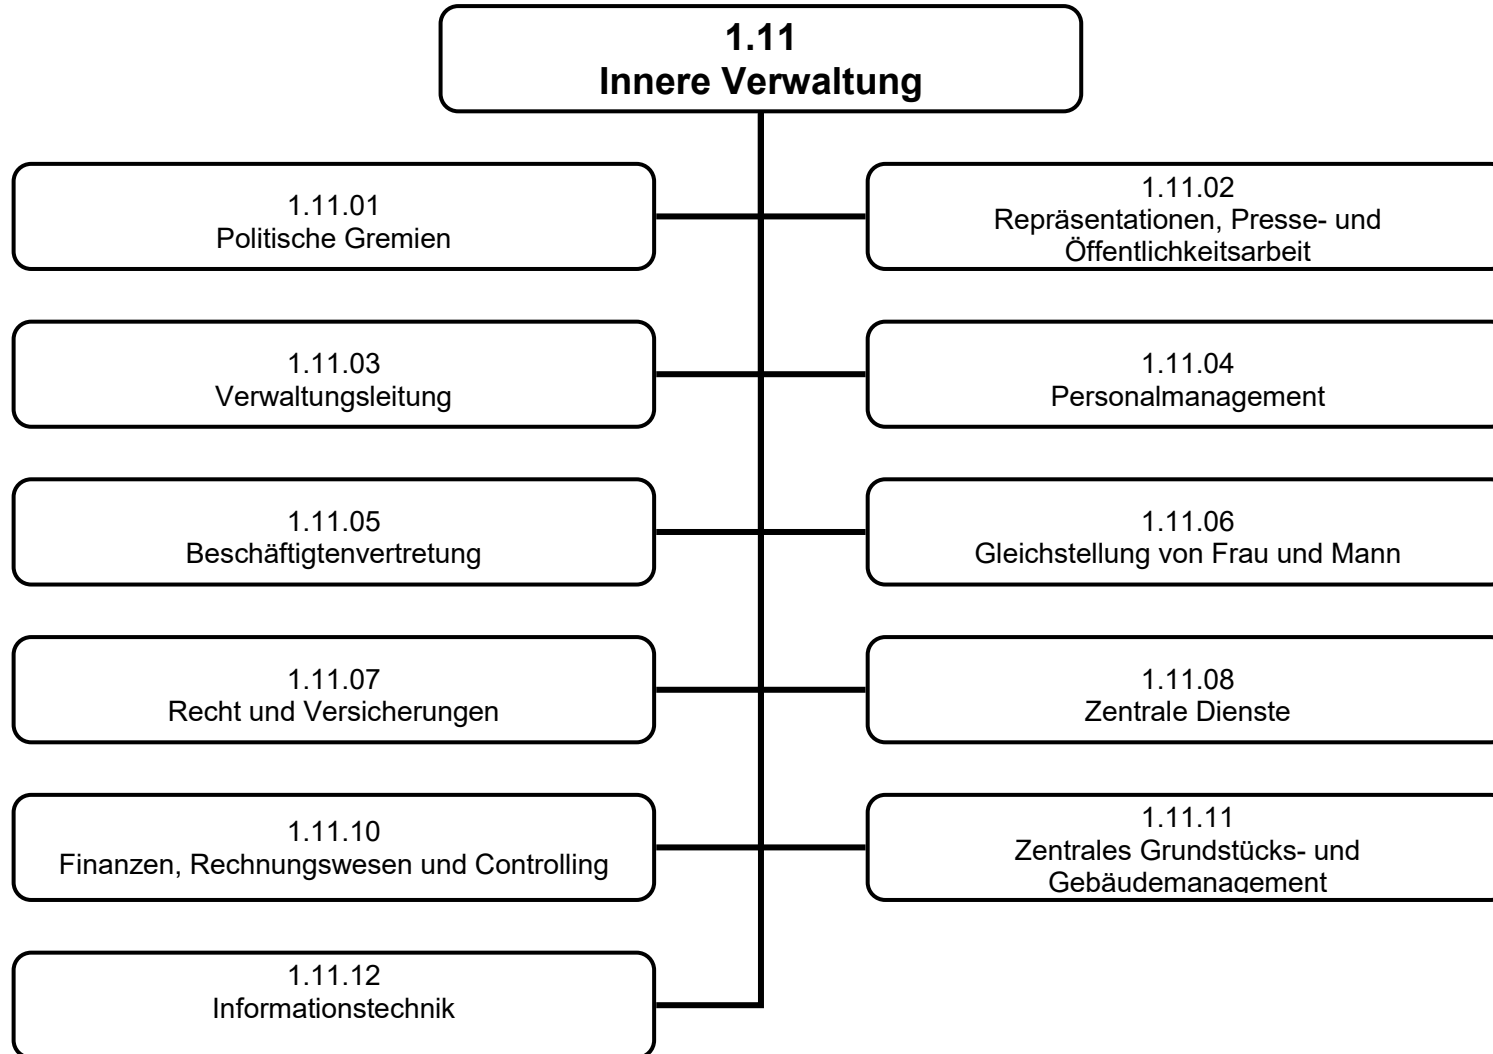 1.11
Innere Verwaltung
1.11.01
Politische Gremien
1.11.02
Repräsentationen, Presse- und
Öffentlichkeitsarbeit
1.11.03
Verwaltungsleitung
1.11.04
Personalmanagement
1.11.05
Beschäftigtenvertretung
1.11.06
Gleichstellung von Frau und Mann
1.11.07
Recht und Versicherungen
1.11.08
Zentrale Dienste
1.11.10
Finanzen, Rechnungswesen und Controlling
1.11.11
Zentrales Grundstücks- und
Gebäudemanagement
1.11.12
Informationstechnik